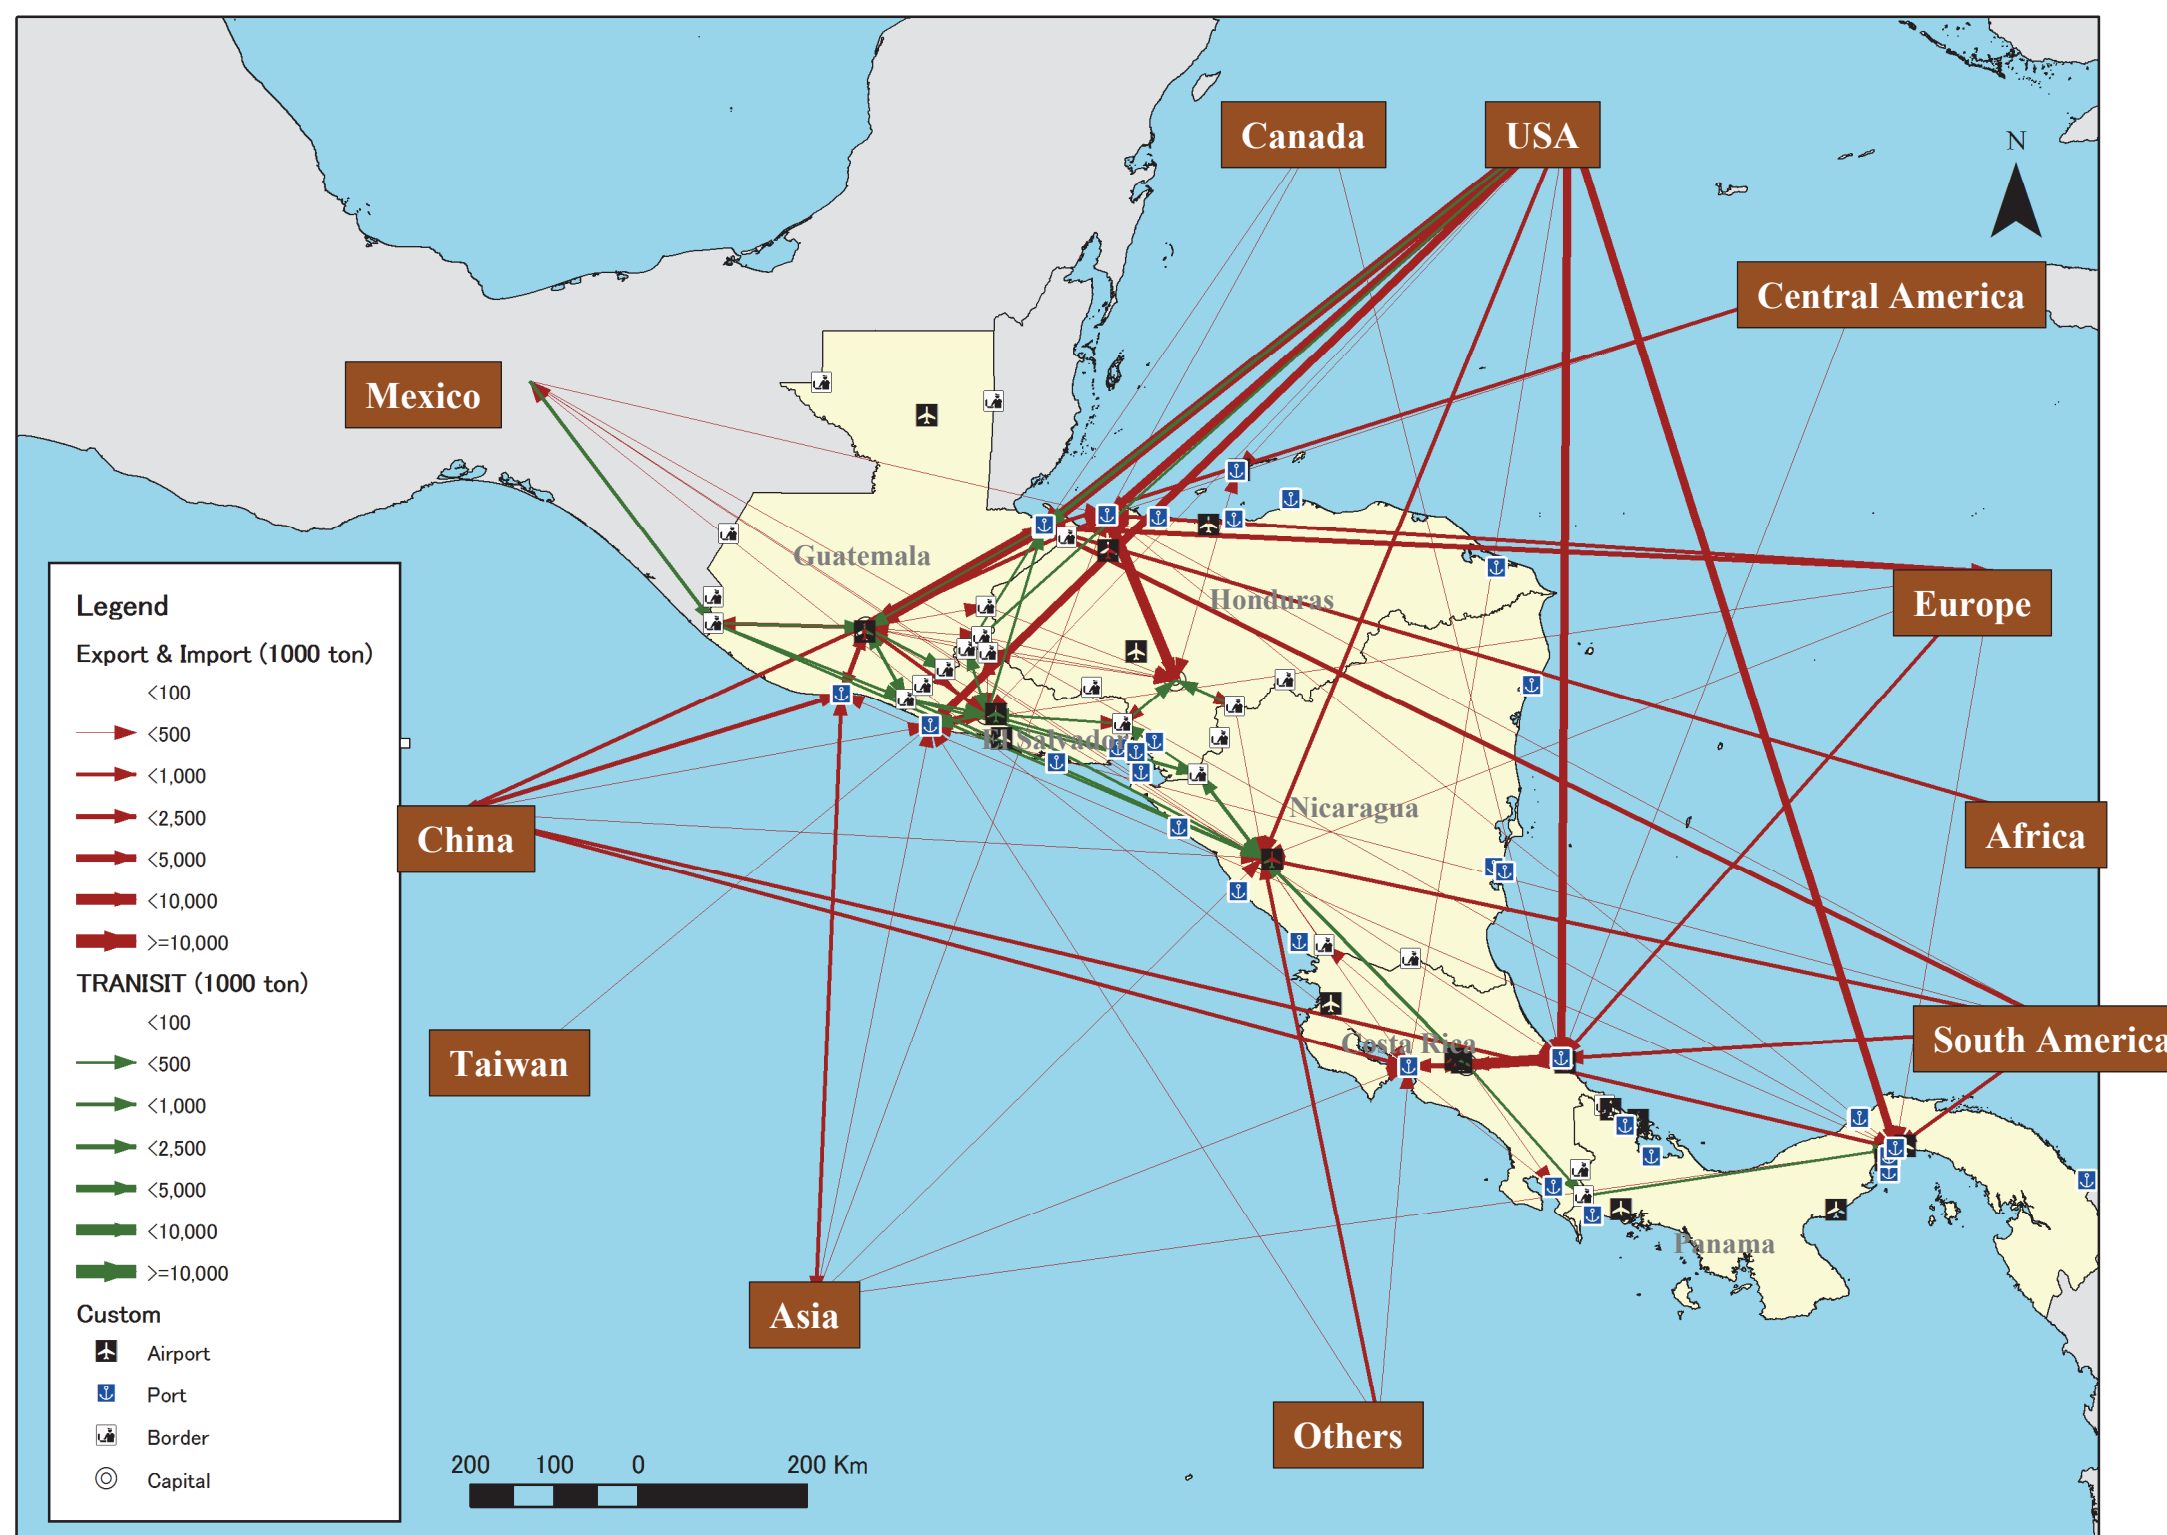 Canada
USA
N
Central America
Mexico
Guatemala
Honduras
Europe
El Salvador
Nicaragua
China
Africa
Taiwan
Costa Rica
South America
Panama
Asia
Others
Legend
Export & Import (1000 ton)
<100
<500
<1,000
<2,500
<5,000
<10,000
>=10,000
TRANISIT (1000 ton)
<100
<500
<1,000
<2,500
<5,000
<10,000
>=10,000
Custom
Airport
Port
Border
Capital
200 100 0 200 Km